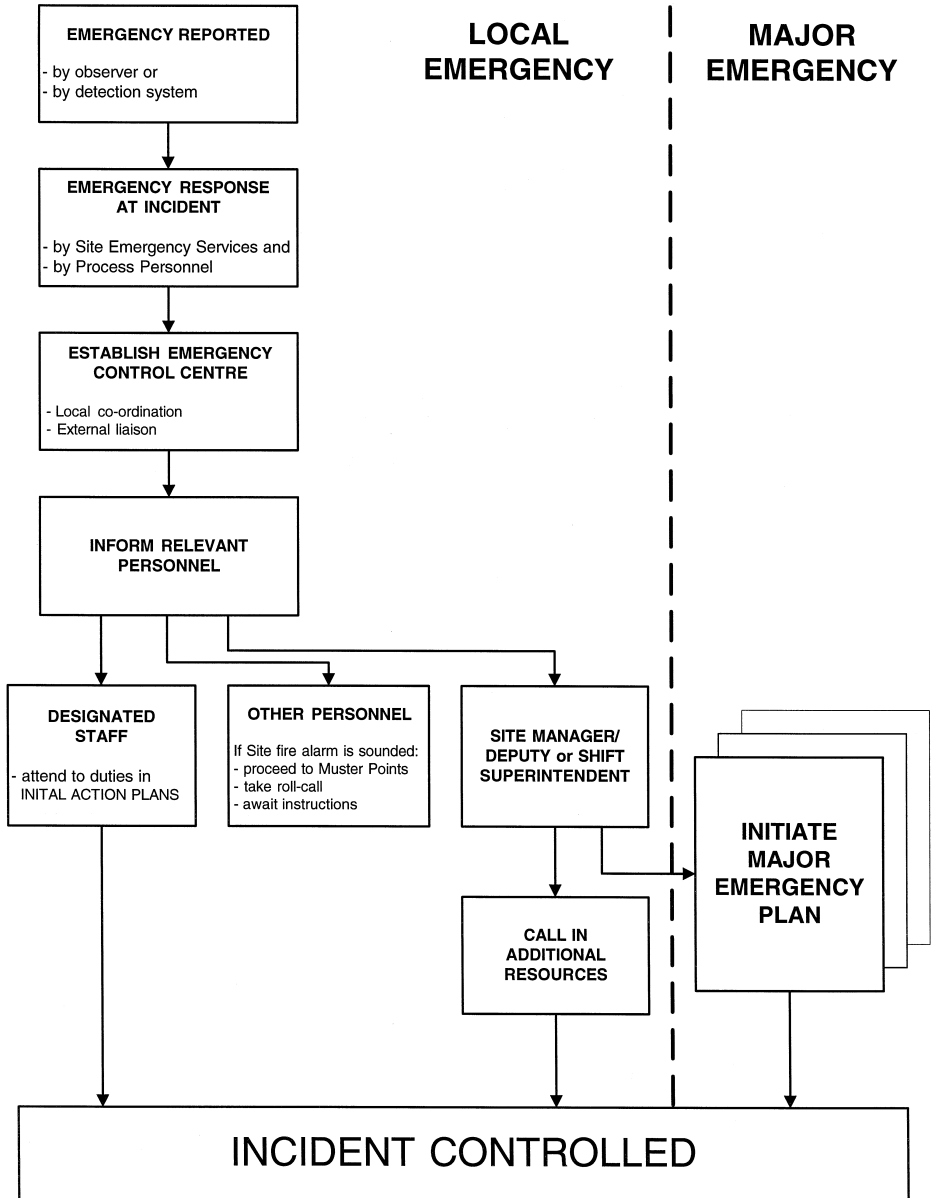 EMERGENCY REPORTED
- by observer or
- by detection system
LOCAL
EMERGENCY
MAJOR
EMERGENCY
EMERGENCY RESPONSE
AT INCIDENT
- by Site Emergency Services and
- by Process Personnel
ESTABLISH EMERGENCY
CONTROL CENTRE
- Local co-ordination
- External liaison
INFORM RELEVANT
PERSONNEL
DESIGNATED
STAFF
- attend to duties in
INITAL ACTION PLANS
OTHER PERSONNEL
If Site fire alarm is sounded:
- proceed to Muster Points
- take roll-call
- await instructions
SITE MANAGER/
DEPUTY or SHIFT
SUPERINTENDENT
INITIATE
MAJOR
EMERGENCY
PLAN
CALL IN
ADDITIONAL
RESOURCES
INCIDENT CONTROLLED